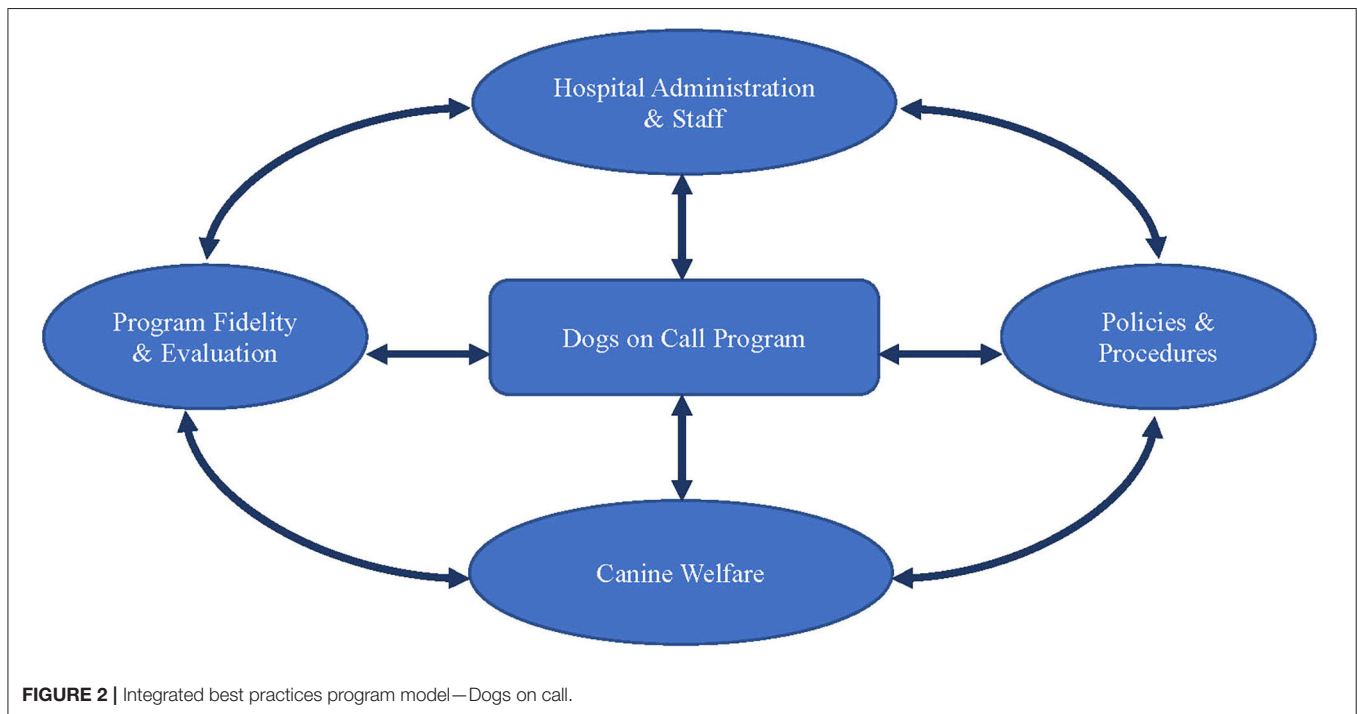 Hospital Administration
& Staff
Program Fidelity
& Evaluation
Dogs on Call Program
Policies &
Procedures
Canine Welfare
FIGURE 2 | Integrated best practices program model—Dogs on call.